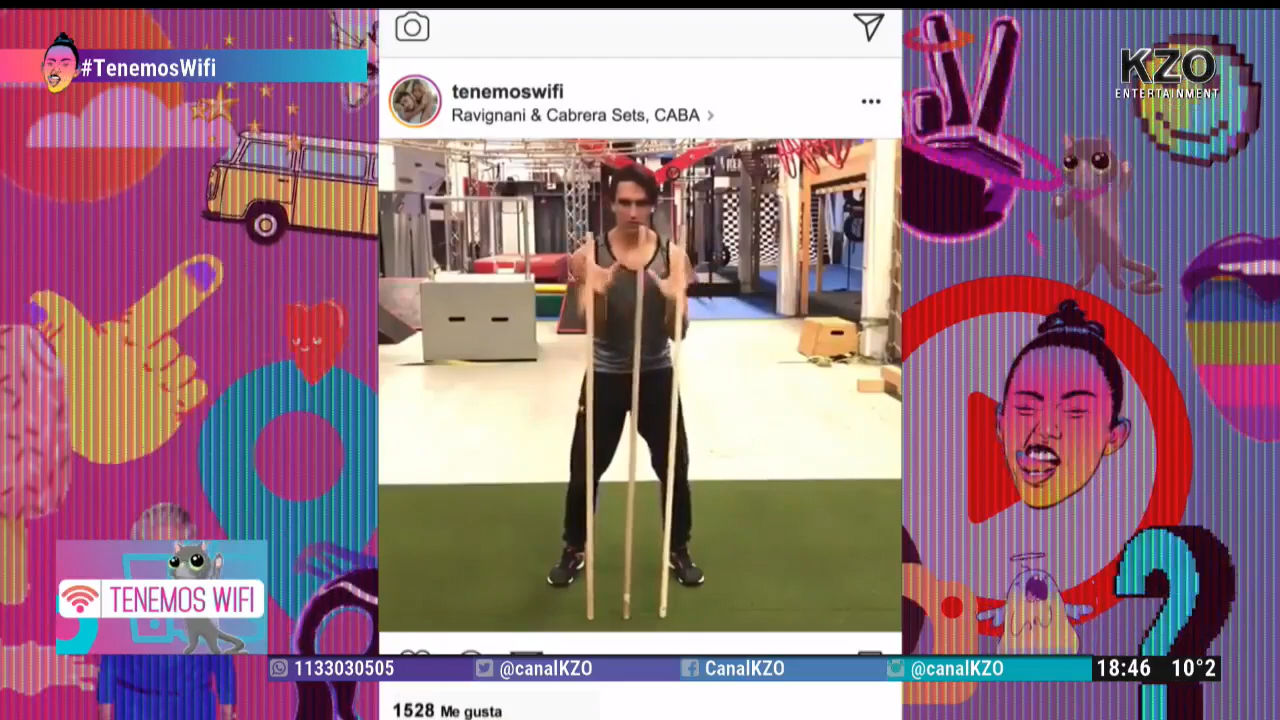 #TenemosWifi
KZO
ENTERTAINMENT
tenemoswifi
Ravignani & Cabrera Sets, CABA
TENEMOS WIFI
1133030505
@canalKZO
CanalKZO
@canalKZO
18:46
10°2
1528 Me gusta